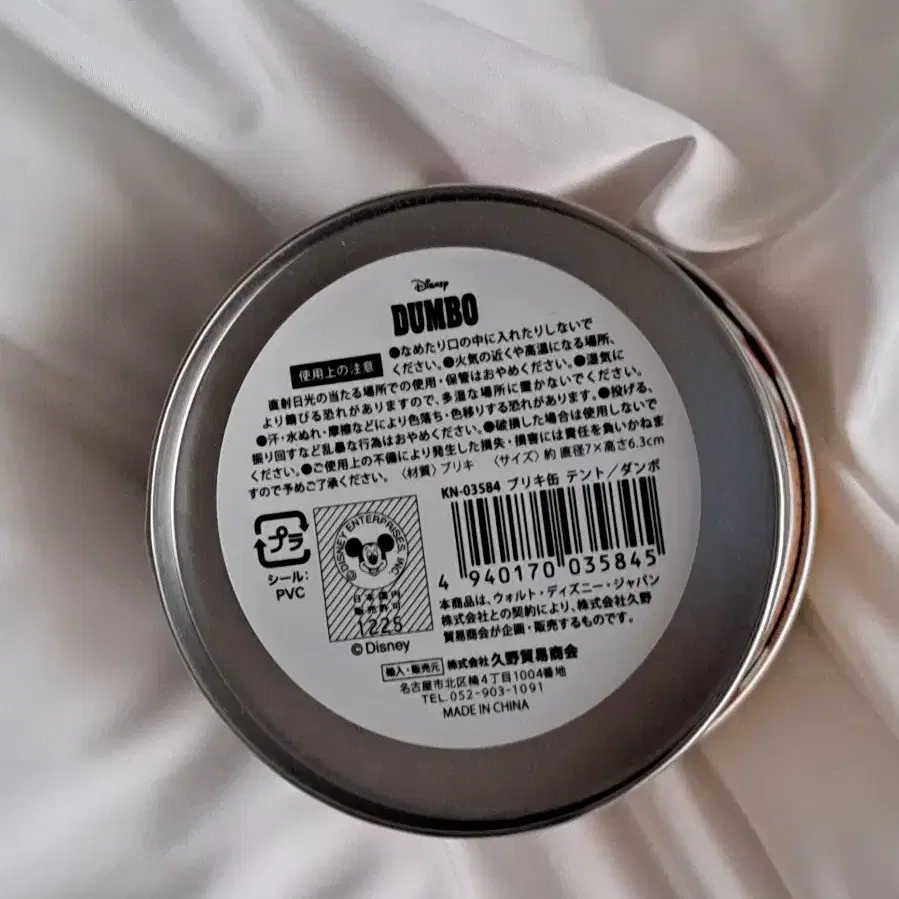 Disney
DUMBO
使用上の注意
●なめたり口の中に入れたりしないで
ください。●火気の近くや高温になる場所、
直射日光の当たる場所での使用・保管はおやめください。●湿気に
より錆びる恐れがありますので、多湿な場所に置かないでください。
●汗・水ぬれ・摩擦などにより色落ち・色移りする恐れがあります。●投げる、
振り回すなど乱暴な行為はおやめください。●破損した場合は使用しないで
ください。●ご使用上の不備により発生した損失・損害には責任を負いかねま
すので予めご了承ください。〈材質〉ブリキ 〈サイズ〉約 直径7×高さ6.3cm
KN-03584 ブリキ缶 テント/ダンボ
プラ
シール:
PVC
©DISNEY ENTERPRISES, INC.
日本国内
販売許可
1225
© Disney
4 940170 035845
本商品は、ウォルト・ディズニー・ジャパン
株式会社との契約により、株式会社久野
貿易商会が企画・販売するものです。
輸入・販売元 株式会社 久野貿易商会
名古屋市北区楠4丁目1004番地
TEL.052-903-1091
MADE IN CHINA